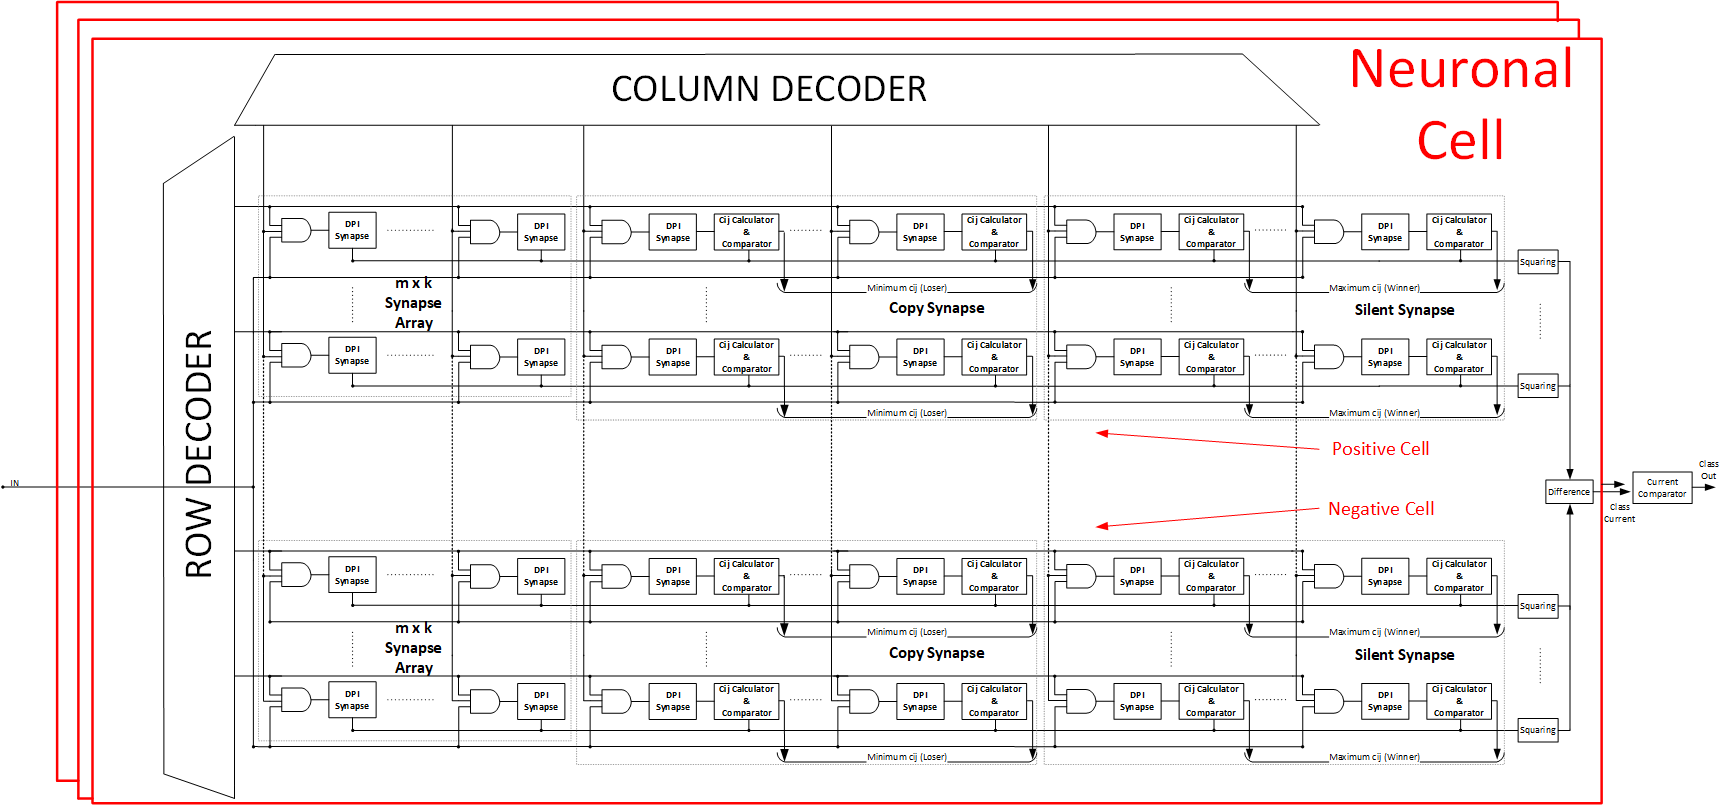 Neuronal
Cell
COLUMN DECODER
ROW DECODER
IN
DPI
Synapse
DPI
Synapse
DPI
Synapse
Cij Calculator
&
Comparator
DPI
Synapse
Cij Calculator
&
Comparator
DPI
Synapse
Cij Calculator
&
Comparator
DPI
Synapse
Cij Calculator
&
Comparator
Squaring
m x k
Synapse
Array
Minimum cij (Loser)
Copy Synapse
Maximum cij (Winner)
Silent Synapse
DPI
Synapse
DPI
Synapse
DPI
Synapse
Cij Calculator
&
Comparator
DPI
Synapse
Cij Calculator
&
Comparator
DPI
Synapse
Cij Calculator
&
Comparator
DPI
Synapse
Cij Calculator
&
Comparator
Squaring
Minimum cij (Loser)
Maximum cij (Winner)
Positive Cell
Negative Cell
Difference
Class
Current
Current
Comparator
Class
Out
DPI
Synapse
DPI
Synapse
DPI
Synapse
Cij Calculator
&
Comparator
DPI
Synapse
Cij Calculator
&
Comparator
DPI
Synapse
Cij Calculator
&
Comparator
DPI
Synapse
Cij Calculator
&
Comparator
Squaring
m x k
Synapse
Array
Minimum cij (Loser)
Copy Synapse
Maximum cij (Winner)
Silent Synapse
DPI
Synapse
DPI
Synapse
DPI
Synapse
Cij Calculator
&
Comparator
DPI
Synapse
Cij Calculator
&
Comparator
DPI
Synapse
Cij Calculator
&
Comparator
DPI
Synapse
Cij Calculator
&
Comparator
Squaring
Minimum cij (Loser)
Maximum cij (Winner)